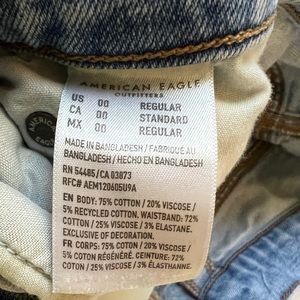 AMERICAN EAGLE
OUTFITTERS
US 00 REGULAR
CA 00 STANDARD
MX 00 REGULAR
MADE IN BANGLADESH / FABRIQUÉ AU
BANGLADESH / HECHO EN BANGLADESH
RN 54485/CA 03873
RFC# AEM120605U9A
EN BODY: 75% COTTON / 20% VISCOSE /
5% RECYCLED COTTON. WAISTBAND: 72%
COTTON / 25% VISCOSE / 3% ELASTANE.
EXCLUSIVE OF DECORATION.
FR CORPS: 75% COTON / 20% VISCOSE /
5% COTON RÉGÉNÉRÉ. CEINTURE: 72%
COTON / 25% VISCOSE / 3% ÉLASTHANNE.
AMERICAN
EAGLE